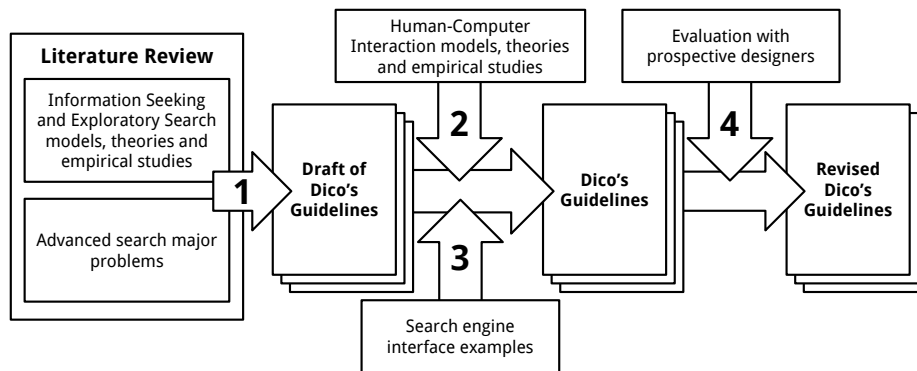 Literature Review
Information Seeking
and Exploratory Search
models, theories and
empirical studies
Advanced search major
problems
1
Draft of
Dico's
Guidelines
Human-Computer
Interaction models, theories
and empirical studies
2
3
Search engine
interface examples
Dico's
Guidelines
Evaluation with
prospective designers
4
Revised
Dico's
Guidelines